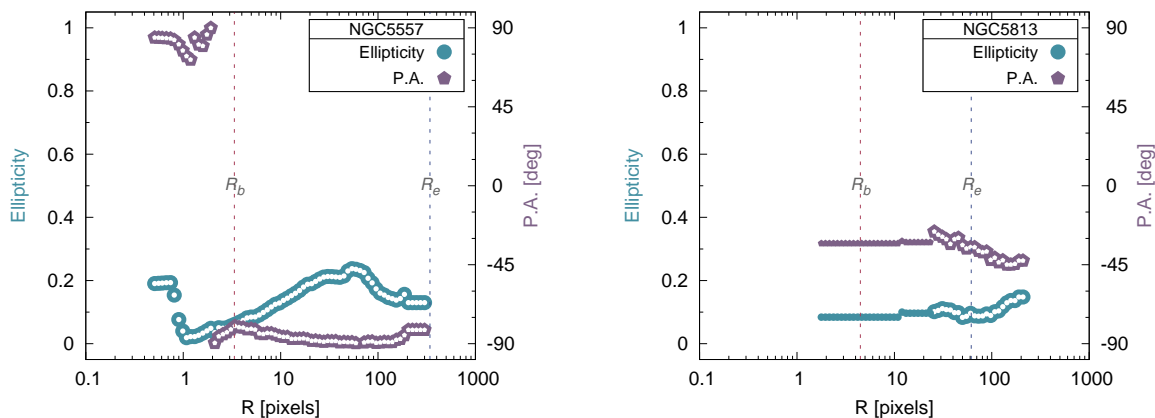 NGC5557
Ellipticity
P.A.
1
0.8
0.6
0.4
0.2
0
Ellipticity
90
45
0
-45
-90
P.A. [deg]
R_b
R_e
0.1 1 10 100 1000
R [pixels]
NGC5813
Ellipticity
P.A.
1
0.8
0.6
0.4
0.2
0
Ellipticity
90
45
0
-45
-90
P.A. [deg]
R_b
R_e
0.1 1 10 100 1000
R [pixels]